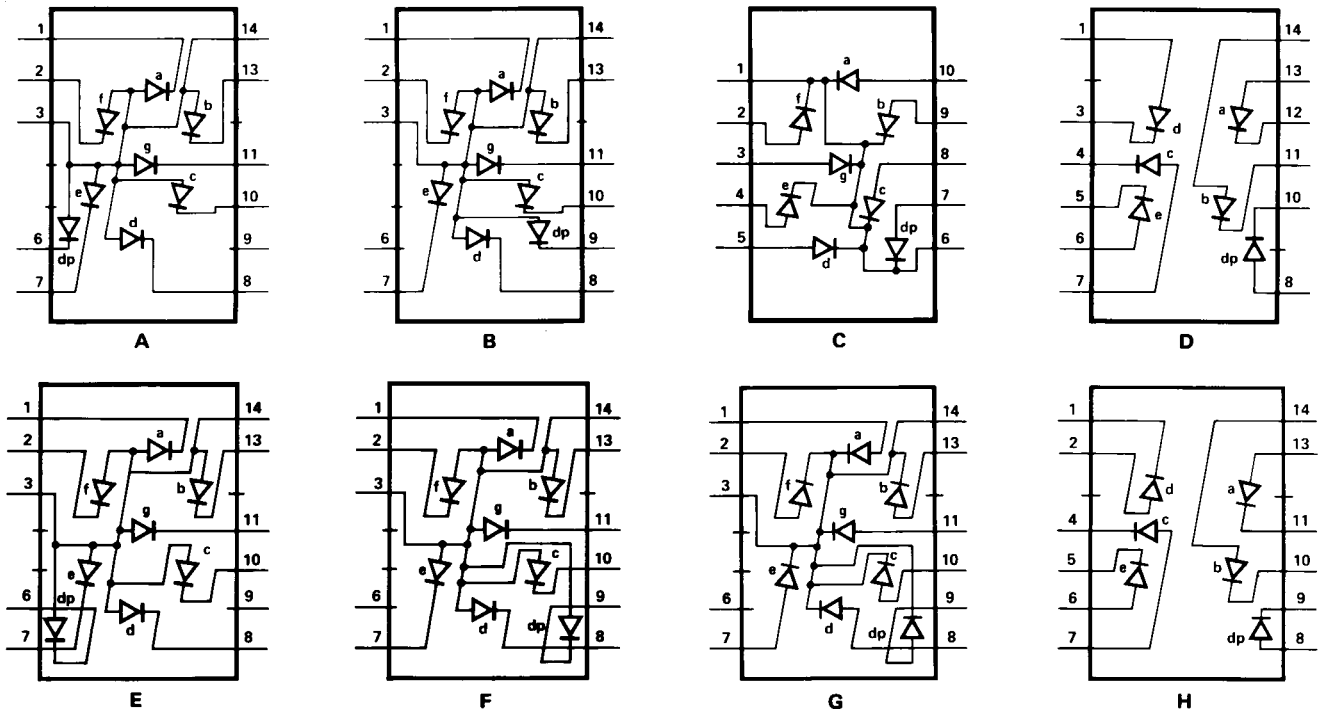 1 14
a
2 13
f b
3
g 11
e c
10
d
6 9
dp
7 8
A
1 14
a
2 13
f b
3
g 11
e c
10
dp
6 9
d
7 8
B
a
1 10
f b
2 9
3 8
g
e c
4 7
dp
5 6
d
C
1 14
13
a
3 12
d
4 c 11
5 10
b
e
6 dp
7 8
D
1 14
a
2 13
f b
3
g 11
c
e 10
dp
6 9
d
7 8
E
1 14
a
2 13
f b
3
g 11
c
e 10
6 9
d dp
7 8
F
1 14
a
2 13
f b
3
g 11
c
e 10
6 9
d dp
7 8
G
1 14
2 13
d a
4 c 11
5 10
e b
6 9
dp
7 8
H